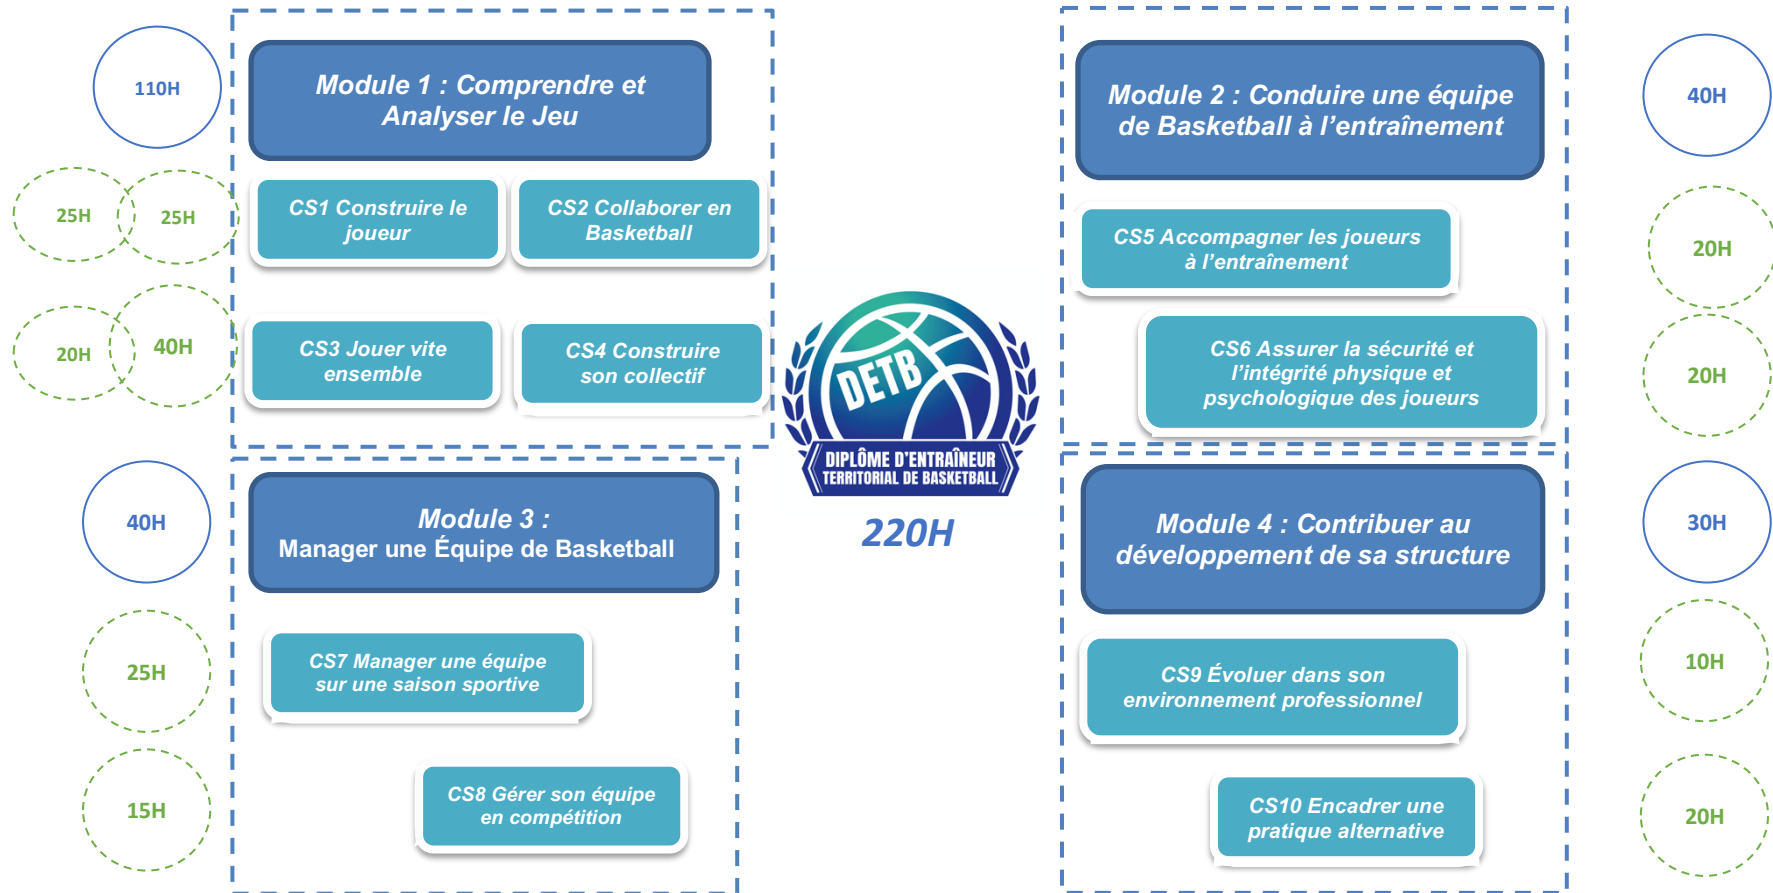 110H
Module 1 : Comprendre et
Analyser le Jeu
25H
25H
CS1 Construire le
joueur
CS2 Collaborer en
Basketball
20H
40H
CS3 Jouer vite
ensemble
CS4 Construire
son collectif
Module 2 : Conduire une équipe
de Basketball à l’entraînement
40H
CS5 Accompagner les joueurs
à l’entraînement
20H
CS6 Assurer la sécurité et
l’intégrité physique et
psychologique des joueurs
20H
DETB
DIPLÔME D'ENTRAÎNEUR
TERRITORIAL DE BASKETBALL
220H
40H
Module 3 :
Manager une Équipe de Basketball
25H
CS7 Manager une équipe
sur une saison sportive
15H
CS8 Gérer son équipe
en compétition
Module 4 : Contribuer au
développement de sa structure
30H
CS9 Évoluer dans son
environnement professionnel
10H
CS10 Encadrer une
pratique alternative
20H